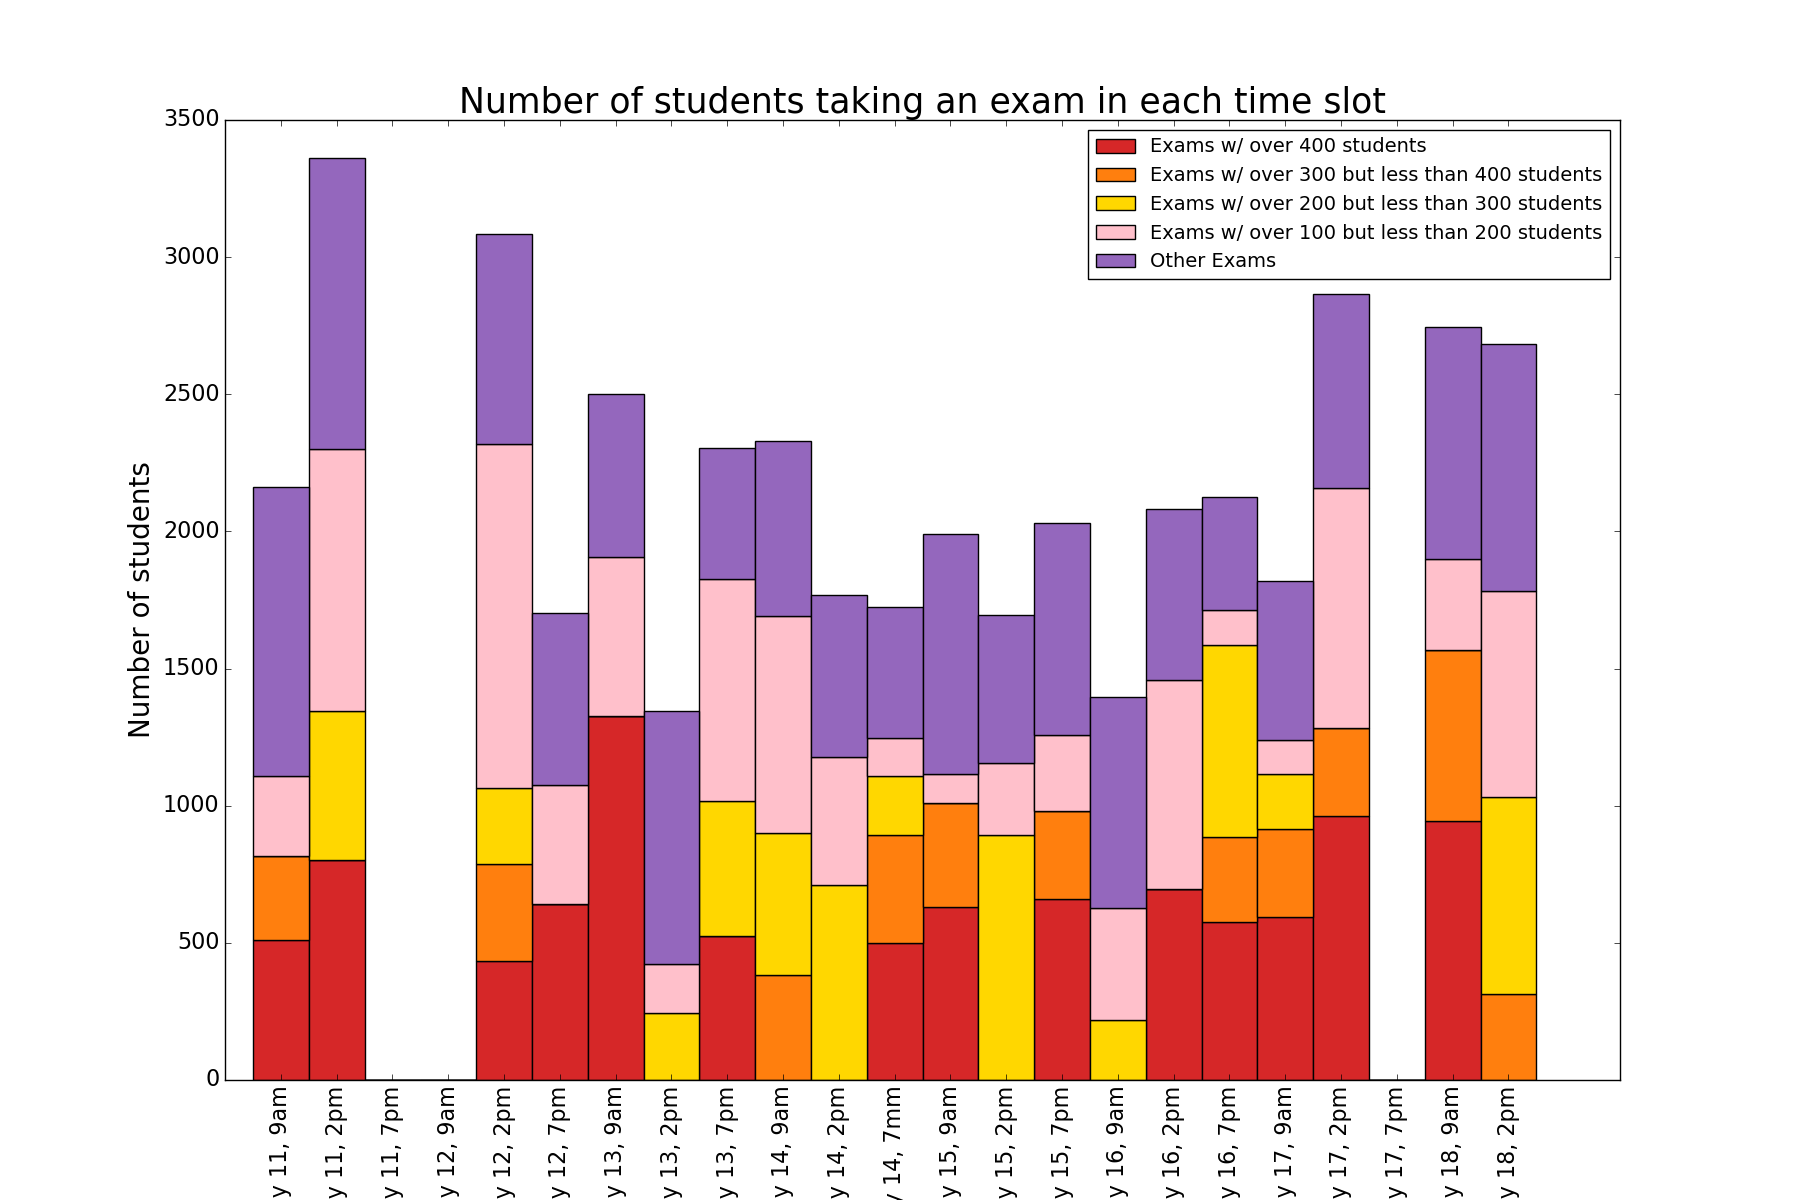 Number of students taking an exam in each time slot
Exams w/ over 400 students
Exams w/ over 300 but less than 400 students
Exams w/ over 200 but less than 300 students
Exams w/ over 100 but less than 200 students
Other Exams
Number of students
3500
3000
2500
2000
1500
1000
500
0
y 11, 9am
y 11, 2pm
y 11, 7pm
y 12, 9am
y 12, 2pm
y 12, 7pm
y 13, 9am
y 13, 2pm
y 13, 7pm
y 14, 9am
y 14, 2pm
y 14, 7mm
y 15, 9am
y 15, 2pm
y 15, 7pm
y 16, 9am
y 16, 2pm
y 16, 7pm
y 17, 9am
y 17, 2pm
y 17, 7pm
y 18, 9am
y 18, 2pm